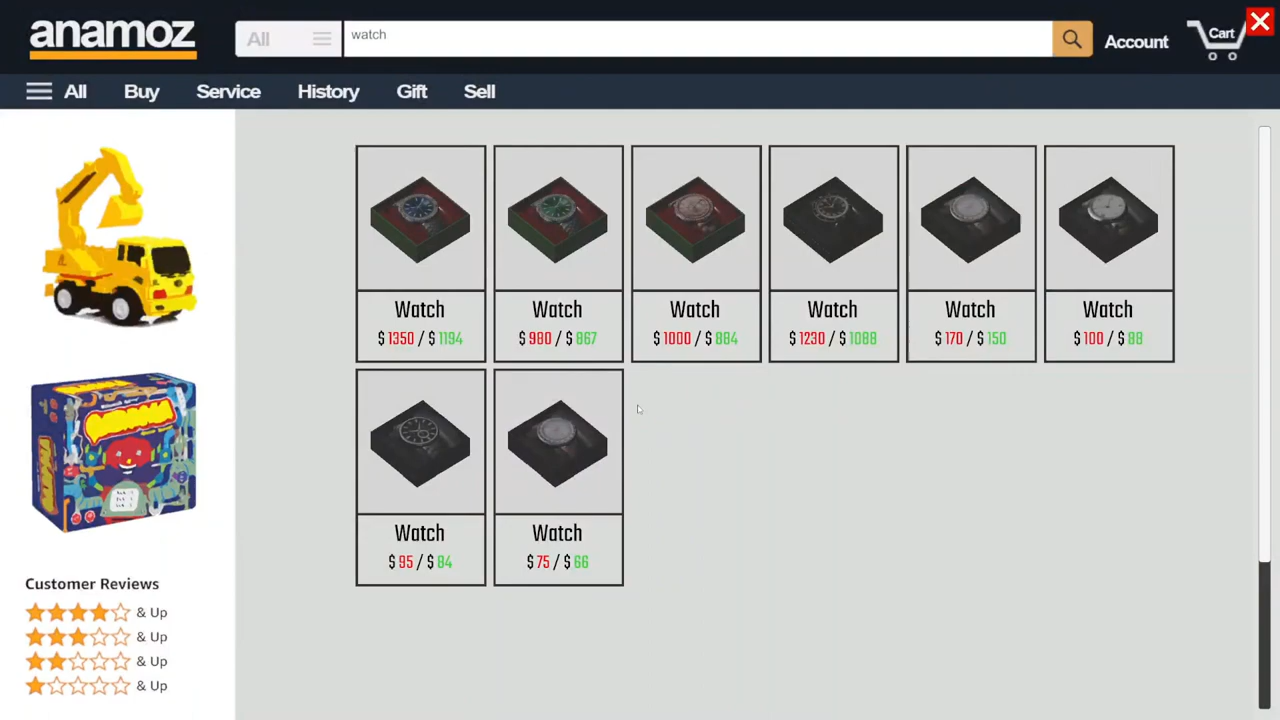 anamoz
All
watch
Account
Cart
All Buy Service History Gift Sell
Watch
$ 1350 / $ 1194
Watch
$ 980 / $ 867
Watch
$ 1000 / $ 884
Watch
$ 1230 / $ 1088
Watch
$ 170 / $ 150
Watch
$ 100 / $ 88
Watch
$ 95 / $ 84
Watch
$ 75 / $ 66
Customer Reviews
& Up
& Up
& Up
& Up